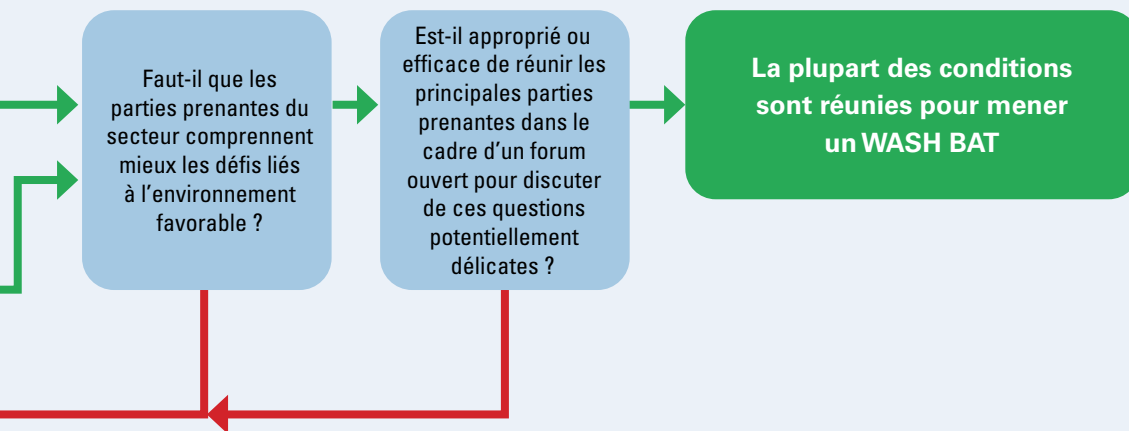 Faut-il que les
parties prenantes du
secteur comprennent
mieux les défis liés
à l'environnement
favorable ?
Est-il approprié ou
efficace de réunir les
principales parties
prenantes dans le
cadre d'un forum
ouvert pour discuter
de ces questions
potentiellement
délicates ?
La plupart des conditions
sont réunies pour mener
un WASH BAT